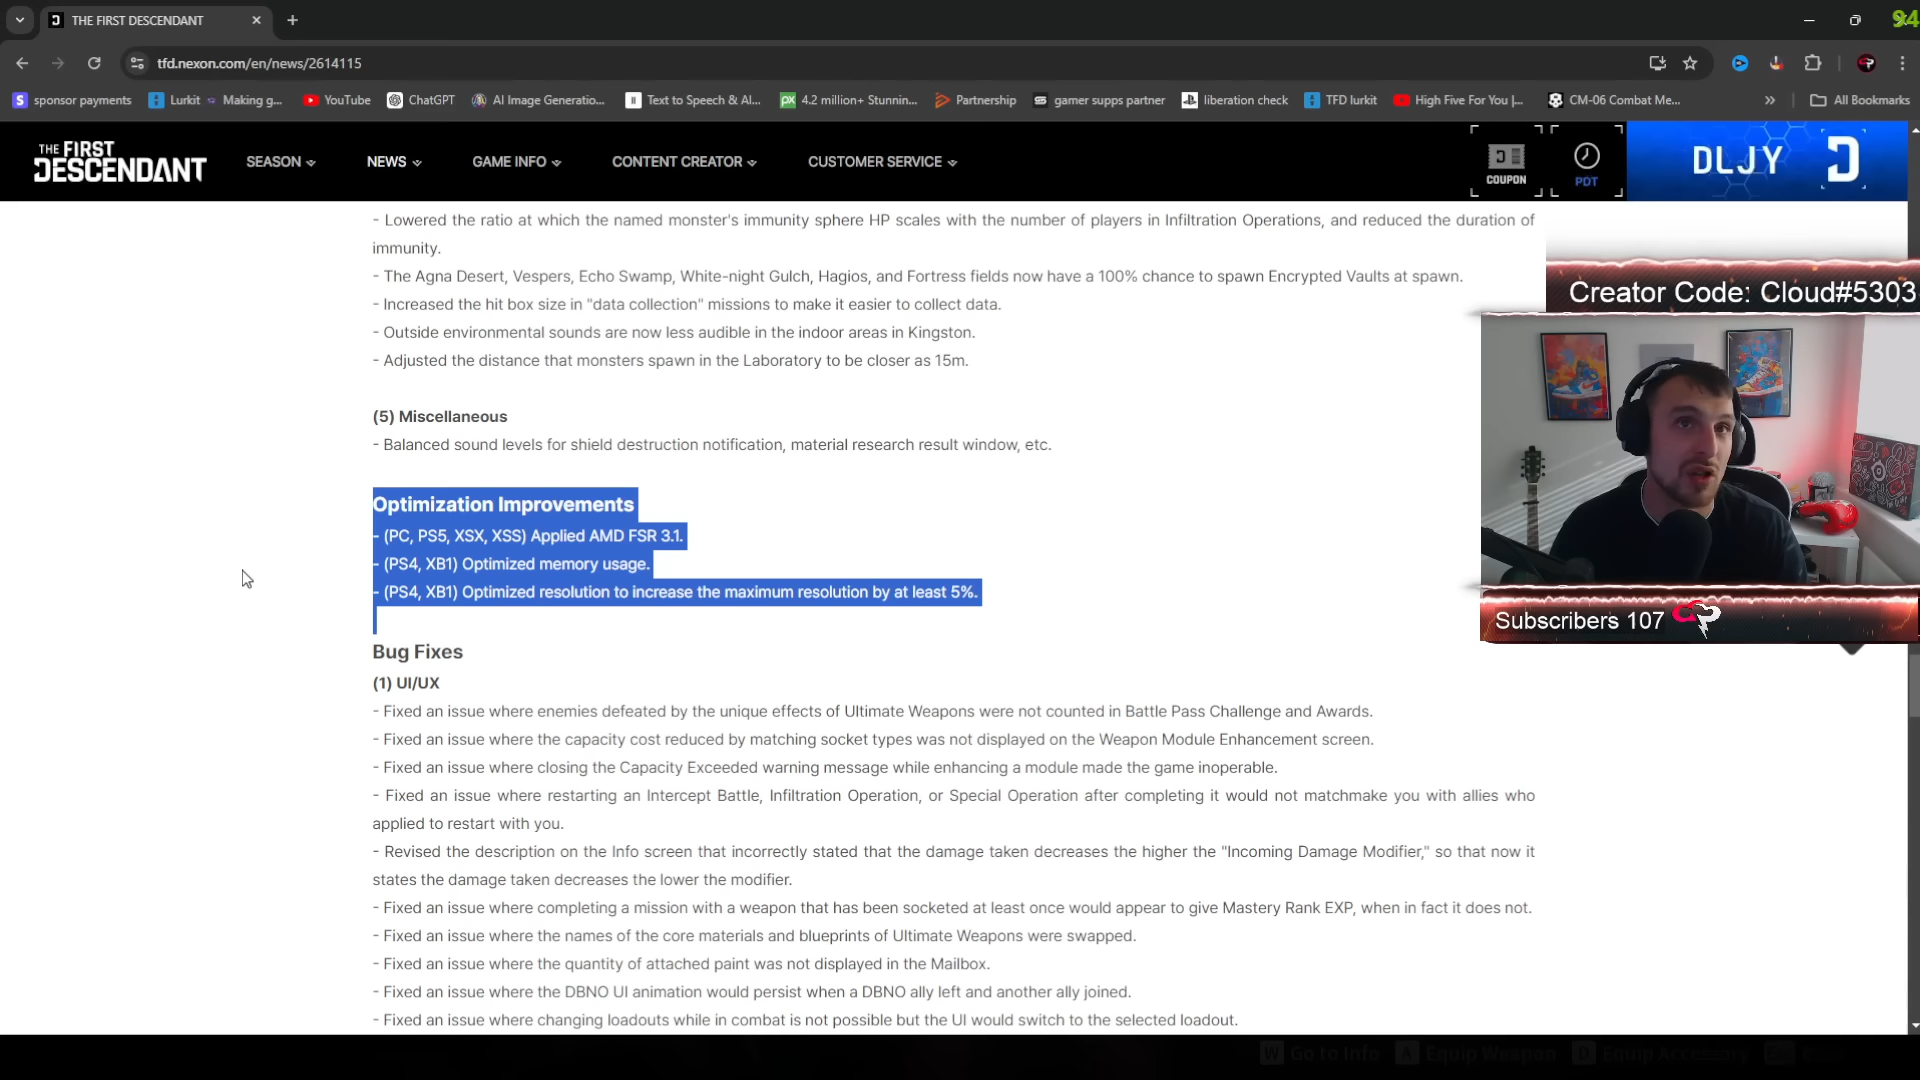 THE FIRST DESCENDANT
94
tfd.nexon.com/en/news/2614115
sponsor payments
Lurkit - Making g...
YouTube
ChatGPT
AI Image Generatio...
Text to Speech & AI...
4.2 million+ Stunnin...
Partnership
gamer supps partner
liberation check
TFD lurkit
High Five For You |...
CM-06 Combat Me...
All Bookmarks
THE FIRST
DESCENDANT
SEASON
NEWS
GAME INFO
CONTENT CREATOR
CUSTOMER SERVICE
COUPON
PDT
DLJY
- Lowered the ratio at which the named monster's immunity sphere HP scales with the number of players in Infiltration Operations, and reduced the duration of
immunity.
- The Agna Desert, Vespers, Echo Swamp, White-night Gulch, Hagios, and Fortress fields now have a 100% chance to spawn Encrypted Vaults at spawn.
- Increased the hit box size in "data collection" missions to make it easier to collect data.
- Outside environmental sounds are now less audible in the indoor areas in Kingston.
- Adjusted the distance that monsters spawn in the Laboratory to be closer as 15m.
Creator Code: Cloud#5303
(5) Miscellaneous
- Balanced sound levels for shield destruction notification, material research result window, etc.
Optimization Improvements
- (PC, PS5, XSX, XSS) Applied AMD FSR 3.1.
- (PS4, XB1) Optimized memory usage.
- (PS4, XB1) Optimized resolution to increase the maximum resolution by at least 5%.
Subscribers 107
Bug Fixes
(1) UI/UX
- Fixed an issue where enemies defeated by the unique effects of Ultimate Weapons were not counted in Battle Pass Challenge and Awards.
- Fixed an issue where the capacity cost reduced by matching socket types was not displayed on the Weapon Module Enhancement screen.
- Fixed an issue where closing the Capacity Exceeded warning message while enhancing a module made the game inoperable.
- Fixed an issue where restarting an Intercept Battle, Infiltration Operation, or Special Operation after completing it would not matchmake you with allies who
applied to restart with you.
- Revised the description on the Info screen that incorrectly stated that the damage taken decreases the higher the "Incoming Damage Modifier," so that now it
states the damage taken decreases the lower the modifier.
- Fixed an issue where completing a mission with a weapon that has been socketed at least once would appear to give Mastery Rank EXP, when in fact it does not.
- Fixed an issue where the names of the core materials and blueprints of Ultimate Weapons were swapped.
- Fixed an issue where the quantity of attached paint was not displayed in the Mailbox.
- Fixed an issue where the DBNO UI animation would persist when a DBNO ally left and another ally joined.
- Fixed an issue where changing loadouts while in combat is not possible but the UI would switch to the selected loadout.
W Go to Info A Equip Weapon D Equip Accessory